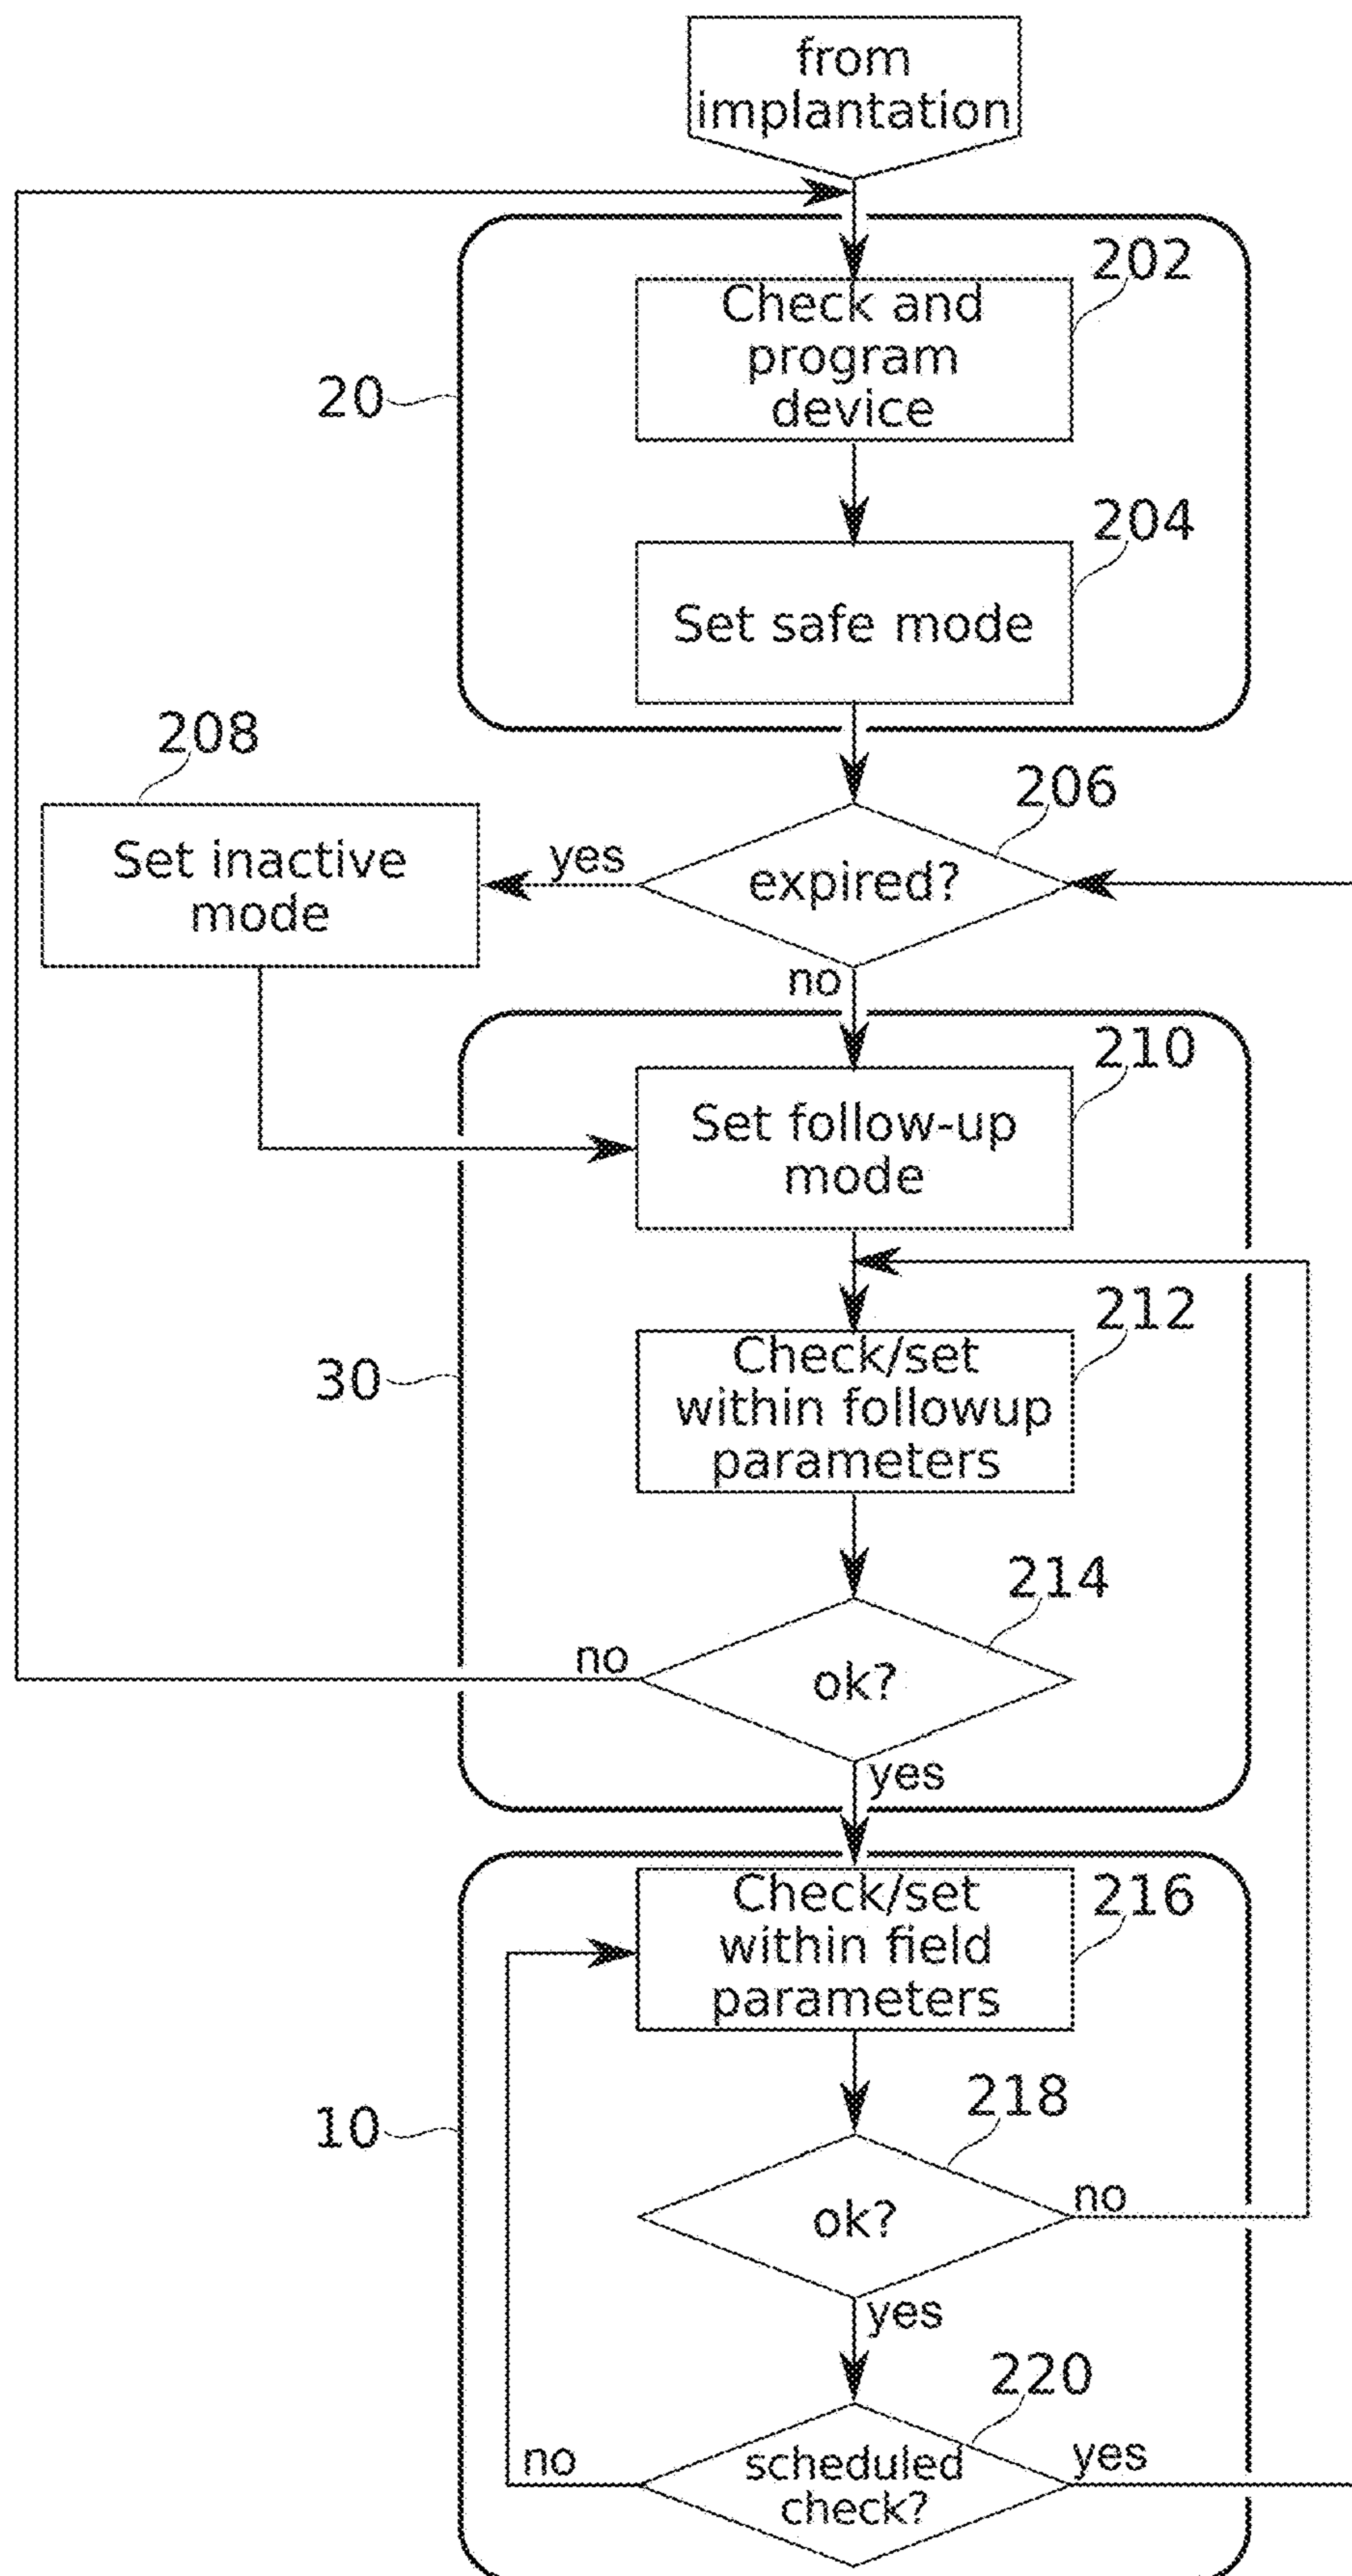 from
implantation
202
Check and
program
device
20
204
Set safe mode
208
206
Set inactive
mode
yes
expired?
no
210
Set follow-up
mode
212
Check/set
within followup
parameters
30
214
no
ok?
yes
216
Check/set
within field
parameters
10
218
ok?
no
yes
220
no
scheduled
check?
yes